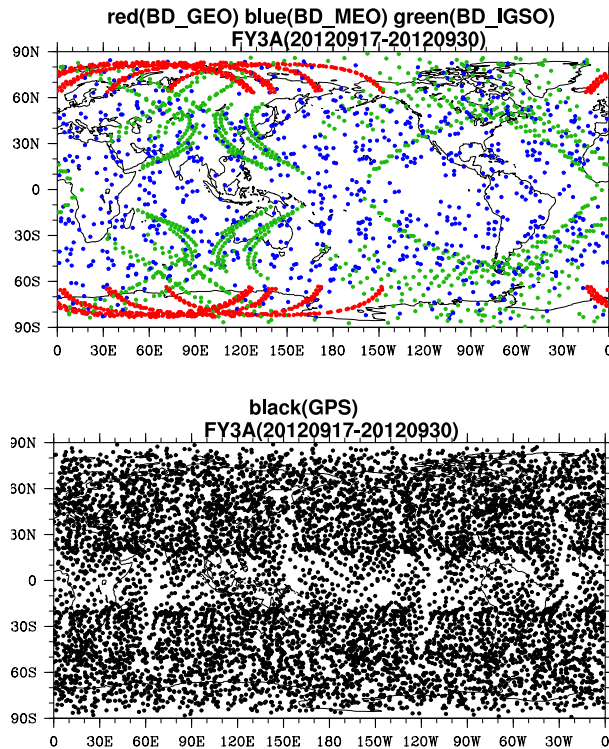 red(BD_GEO) blue(BD_MEO) green(BD_IGSO)
FY3A(20120917-20120930)
90N
60N
30N
0
30S
60S
90S
0 30E 60E 90E 120E 150E 180 150W 120W 90W 60W 30W 0
black(GPS)
FY3A(20120917-20120930)
90N
60N
30N
0
30S
60S
90S
0 30E 60E 90E 120E 150E 180 150W 120W 90W 60W 30W 0